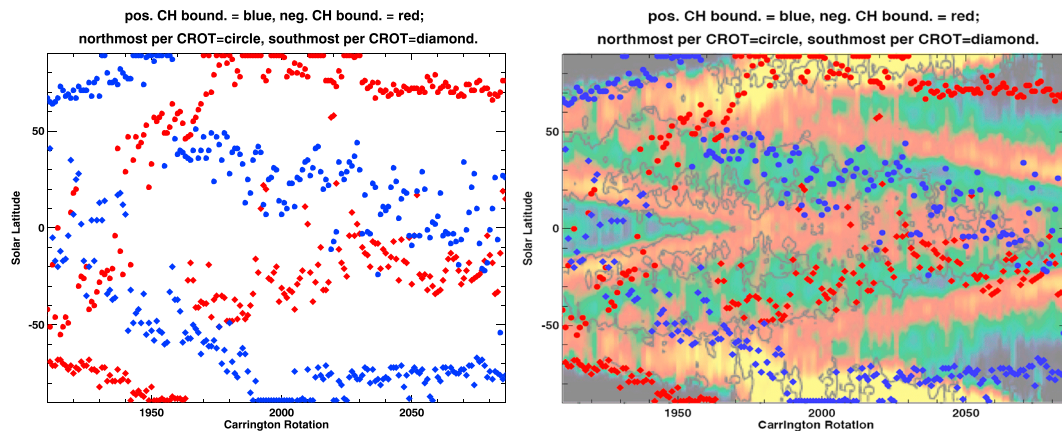 pos. CH bound. = blue, neg. CH bound. = red;
northmost per CROT=circle, southmost per CROT=diamond.
50
0
-50
Solar Latitude
1950
2000
2050
Carrington Rotation
pos. CH bound. = blue, neg. CH bound. = red;
northmost per CROT=circle, southmost per CROT=diamond.
50
0
-50
Solar Latitude
1950
2000
2050
Carrington Rotation